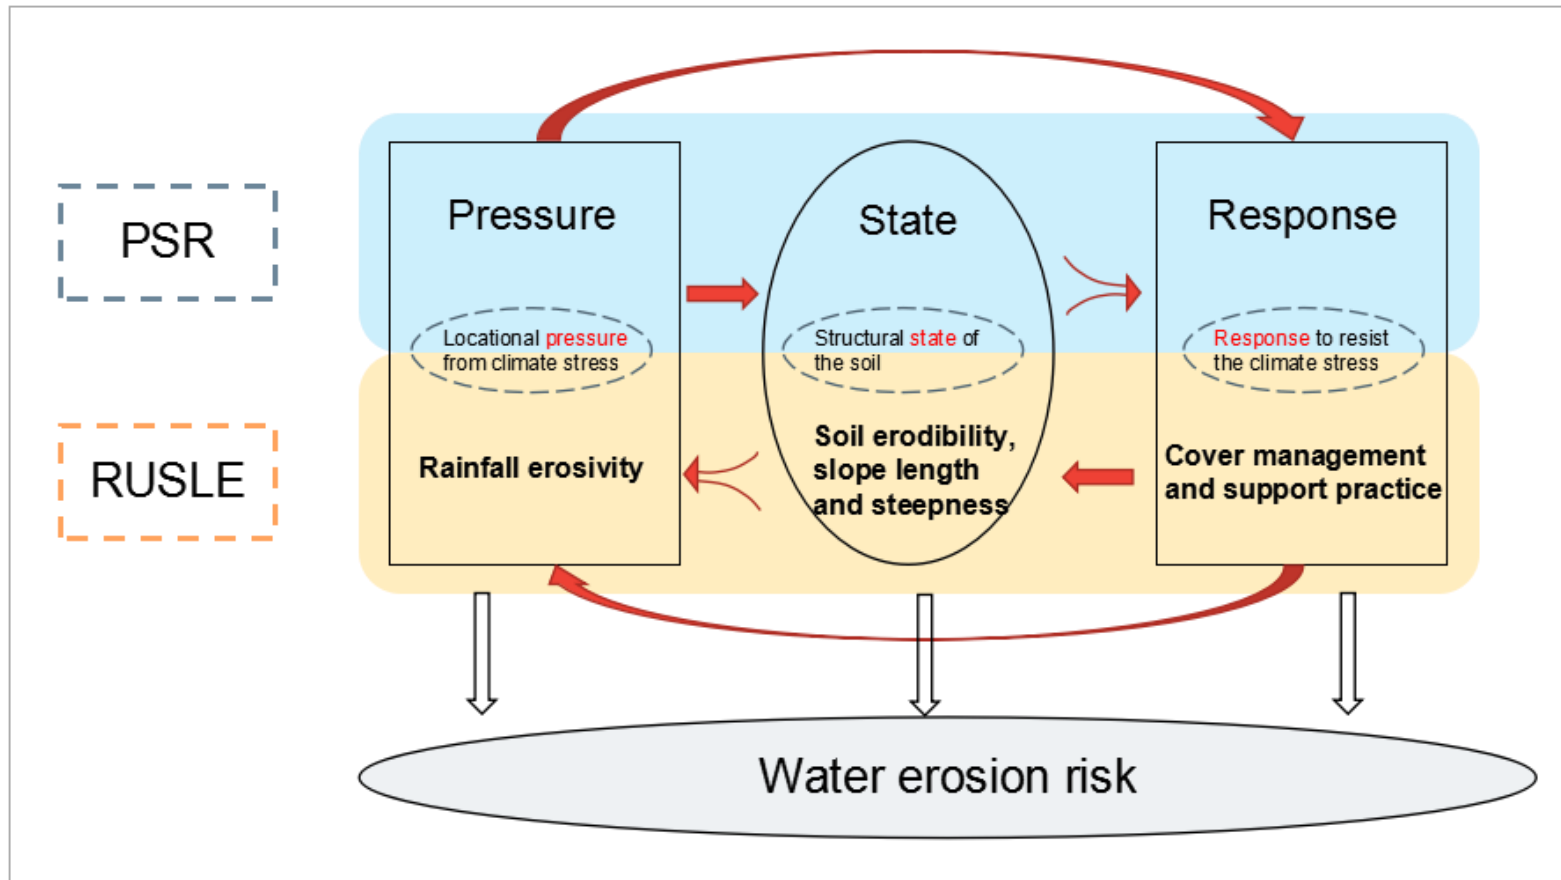 PSR
Pressure
State
Response
Locational pressure
from climate stress
Structural state of
the soil
Response to resist
the climate stress
RUSLE
Rainfall erosivity
Soil erodibility,
slope length
and steepness
Cover management
and support practice
Water erosion risk